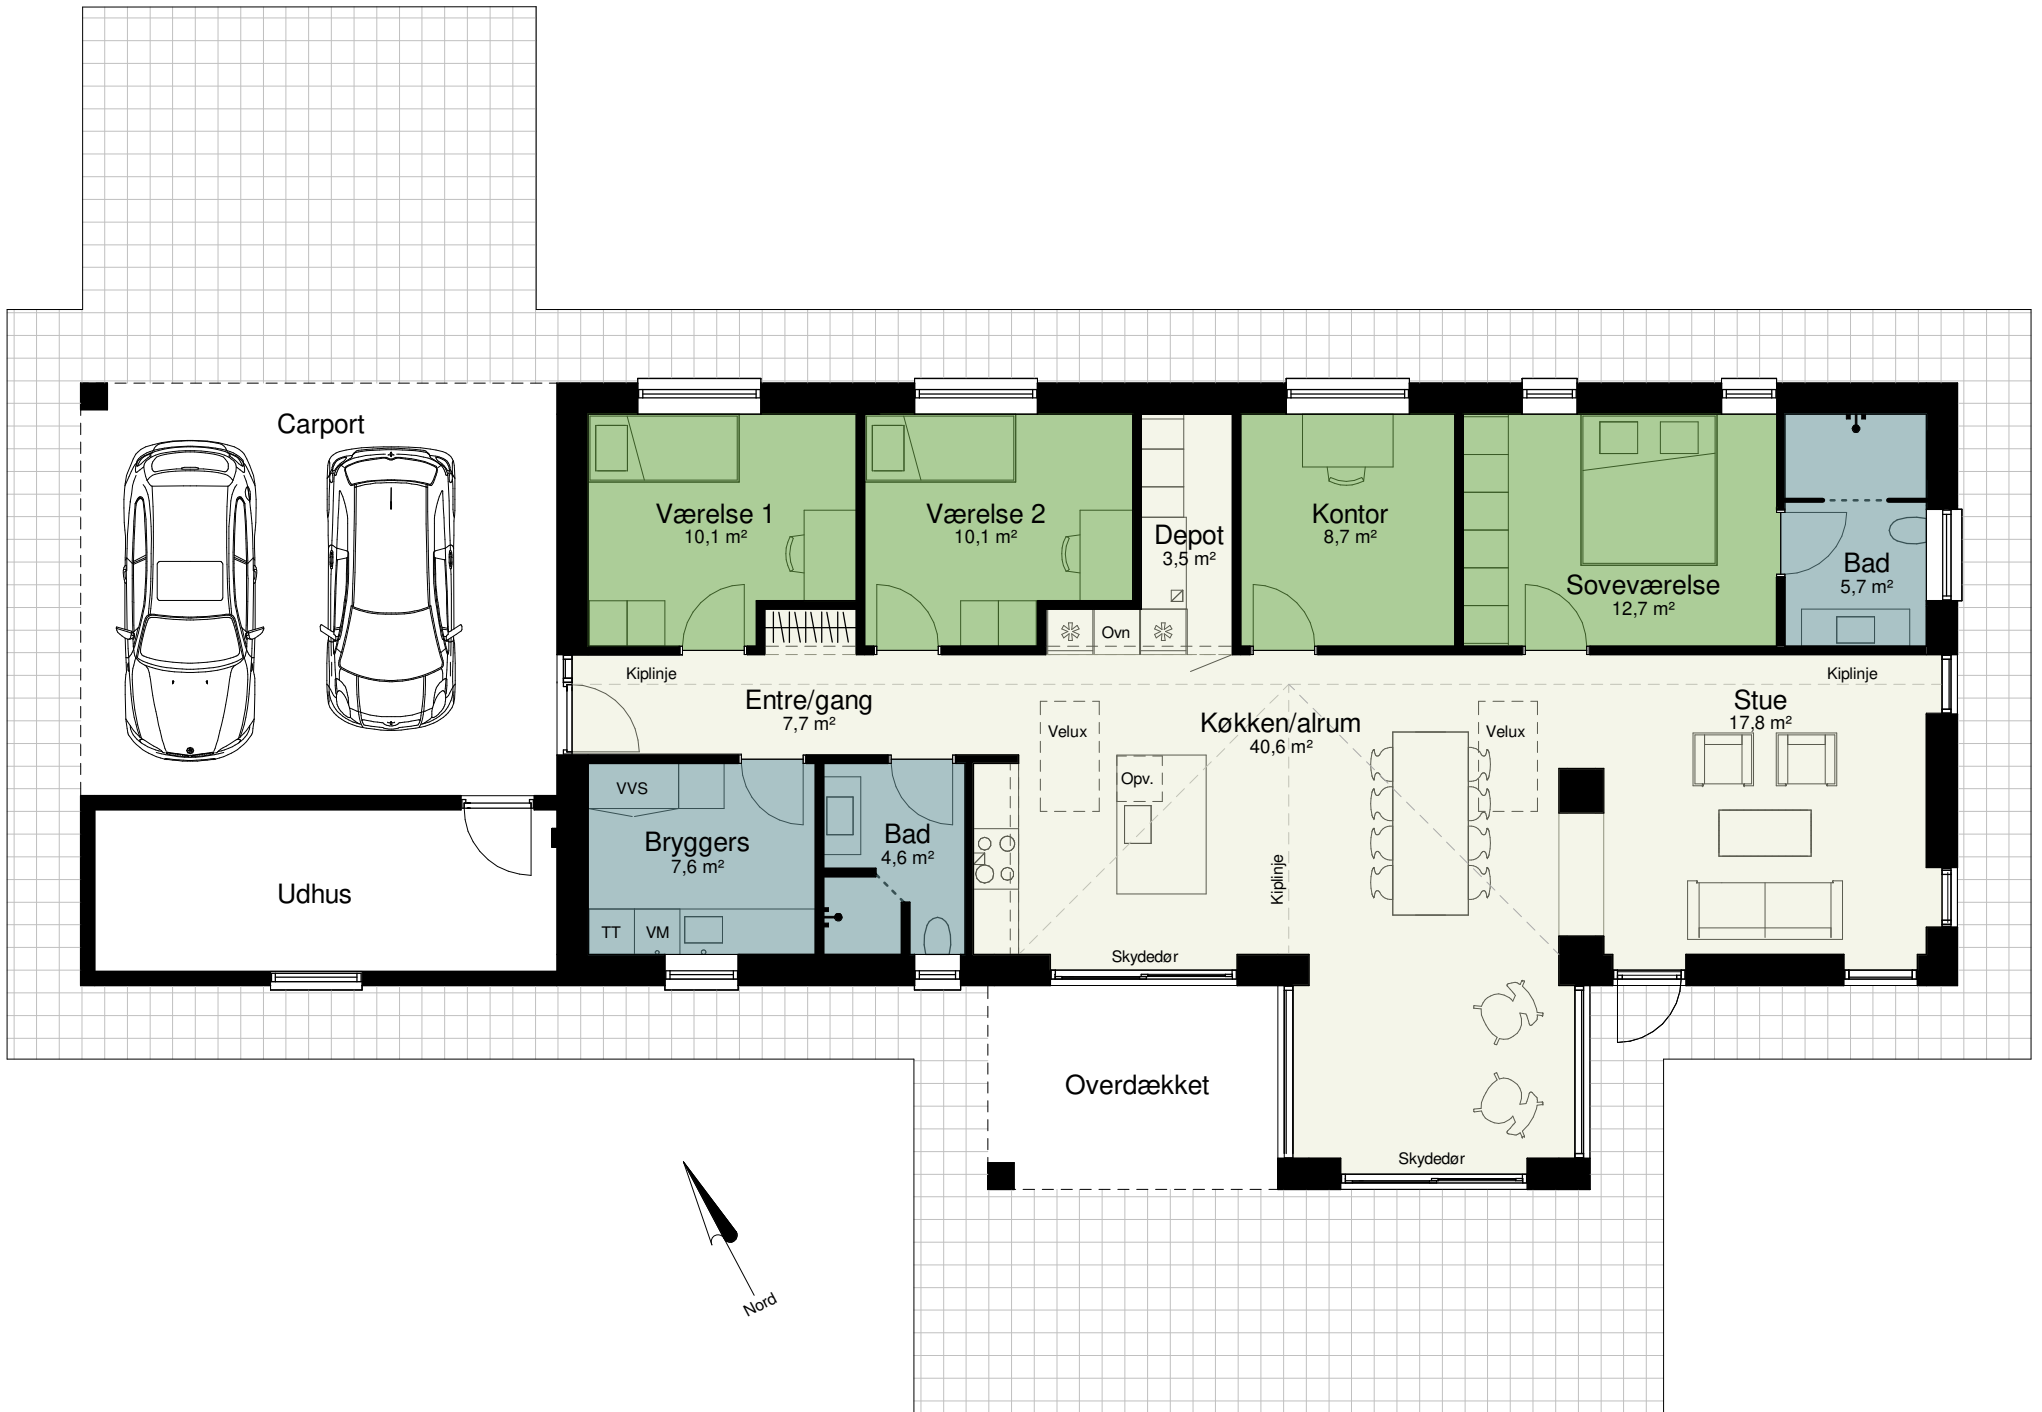 Carport
Værelse 1
10,1 m²
Værelse 2
10,1 m²
Depot
3,5 m²
Kontor
8,7 m²
Soveværelse
12,7 m²
Bad
5,7 m²
Ovn
Kiplinje
Kiplinje
Entre/gang
7,7 m²
Velux
Køkken/alrum
40,6 m²
Velux
Stue
17,8 m²
Opv.
VVS
Bryggers
7,6 m²
Bad
4,6 m²
Kiplinje
Udhus
TT
VM
Skydedør
Overdækket
Skydedør
Nord